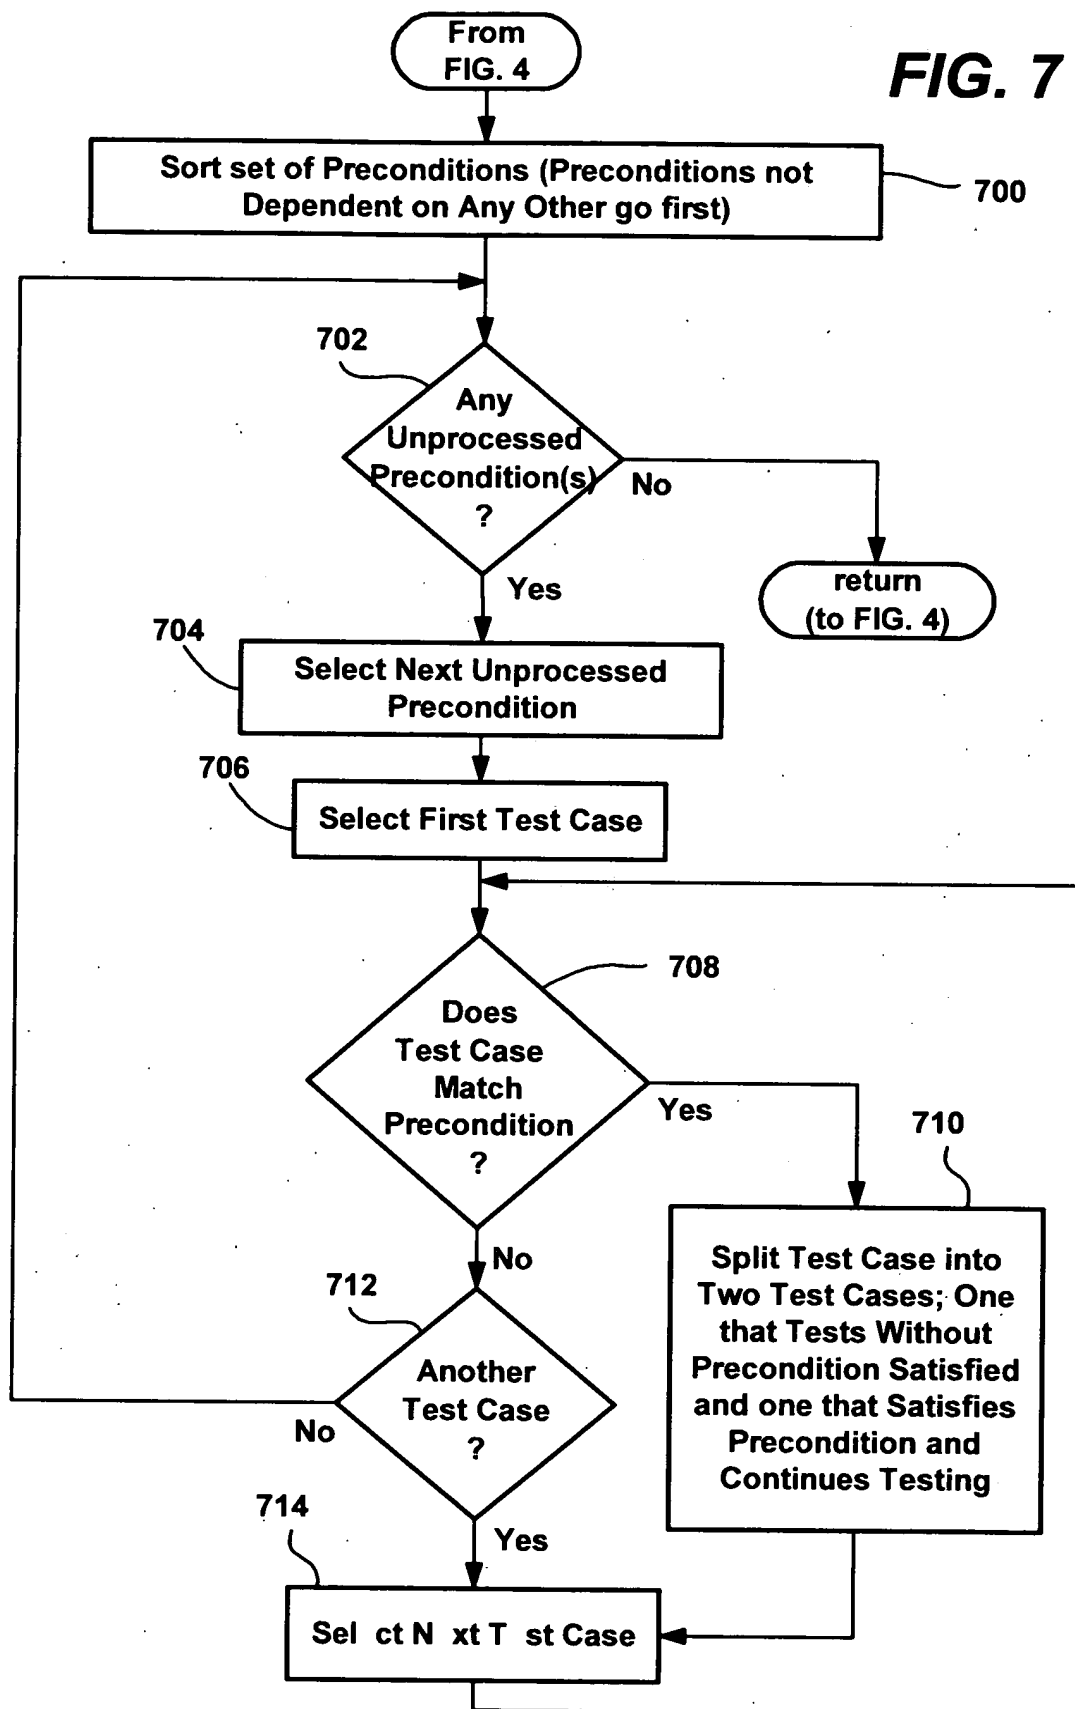 From
FIG. 4
FIG. 7
Sort set of Preconditions (Preconditions not
Dependent on Any Other go first)
700
702
Any
Unprocessed
Precondition(s)
?
No
Yes
return
(to FIG. 4)
704
Select Next Unprocessed
Precondition
706
Select First Test Case
708
Does
Test Case
Match
Precondition
?
Yes
No
710
Split Test Case into
Two Test Cases; One
that Tests Without
Precondition Satisfied
and one that Satisfies
Precondition and
Continues Testing
712
Another
Test Case
?
No
Yes
714
Sel ct N xt T st Case